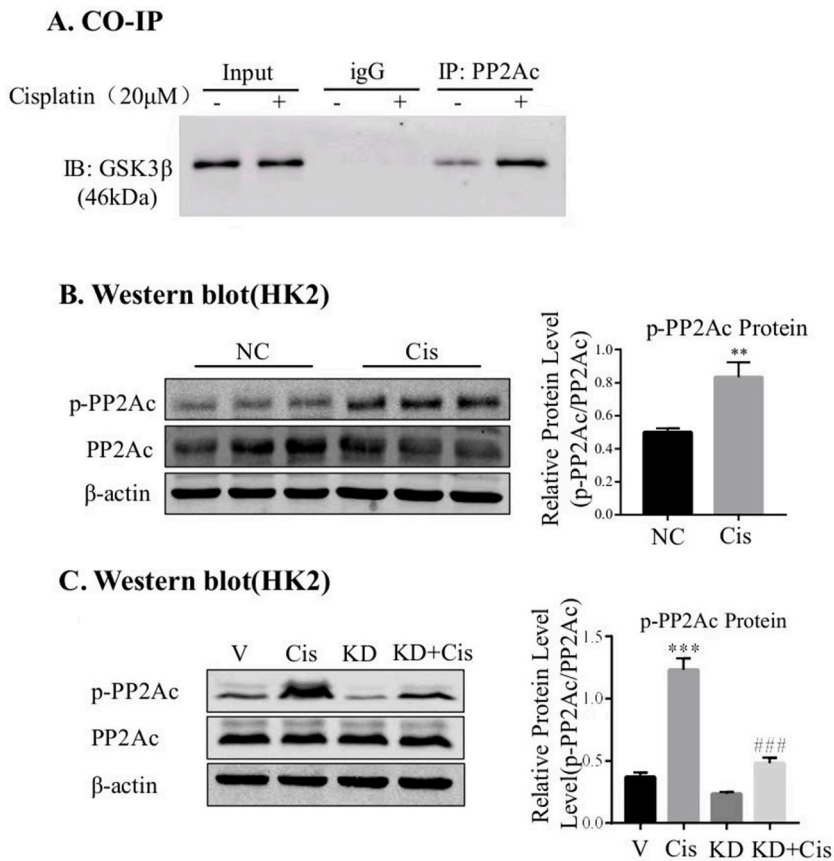 A. CO-IP
Input igG IP: PP2Ac
Cisplatin（20μM） - + - + - +
IB: GSK3β
(46kDa)
B. Western blot(HK2)
NC Cis
p-PP2Ac
PP2Ac
β-actin
p-PP2Ac Protein
Relative Protein Level
(p-PP2Ac/PP2Ac)
1.0
0.8
0.6
0.4
0.2
0.0
**
NC Cis
C. Western blot(HK2)
V Cis KD KD+Cis
p-PP2Ac
PP2Ac
β-actin
p-PP2Ac Protein
Relative Protein Level
Level(p-PP2Ac/PP2Ac)
1.5
1.0
0.5
0.0
***
###
V Cis KD KD+Cis